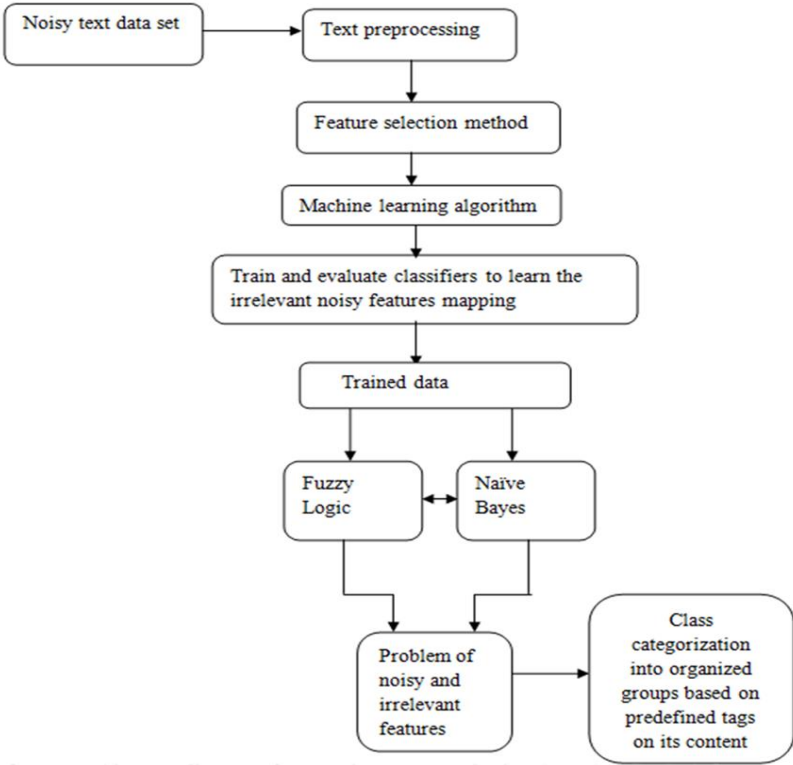 Noisy text data set
Text preprocessing
Feature selection method
Machine learning algorithm
Train and evaluate classifiers to learn the
irrelevant noisy features mapping
Trained data
Fuzzy
Logic
Naïve
Bayes
Problem of
noisy and
irrelevant
features
Class
categorization
into organized
groups based on
predefined tags
on its content